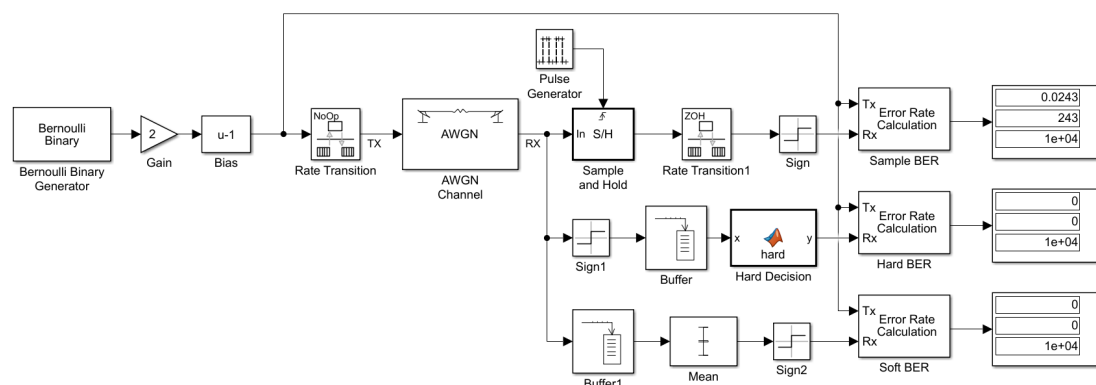 Bernoulli
Binary
Bernoulli Binary
Generator
2
Gain
u-1
Bias
NoOp
Rate Transition
TX
AWGN
AWGN
Channel
RX
Pulse
Generator
In S/H
Sample
and Hold
ZOH
Rate Transition1
Sign
Tx
Rx
Error Rate
Calculation
Sample BER
0.0243
243
1e+04
Sign1
Buffer
x
hard
y
Hard Decision
Tx
Rx
Error Rate
Calculation
Hard BER
0
0
1e+04
Buffer1
Mean
Sign2
Tx
Rx
Error Rate
Calculation
Soft BER
0
0
1e+04